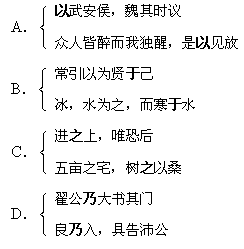 A. 以武安侯，魏其时议
众人皆醉而我独醒，是以见放
B. 常引以为贤于己
冰，水为之，而寒于水
C. 进之上，唯恐后
五亩之宅，树之以桑
D. 翟公乃大书其门
良乃入，具告沛公